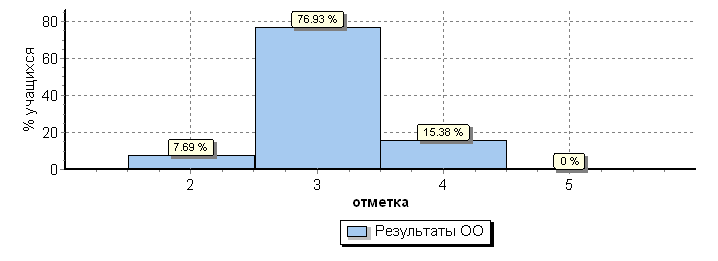 % учащихся
80
60
40
20
0
76.93 %
7.69 %
15.38 %
0 %
2 3 4 5
отметка
Результаты ОО